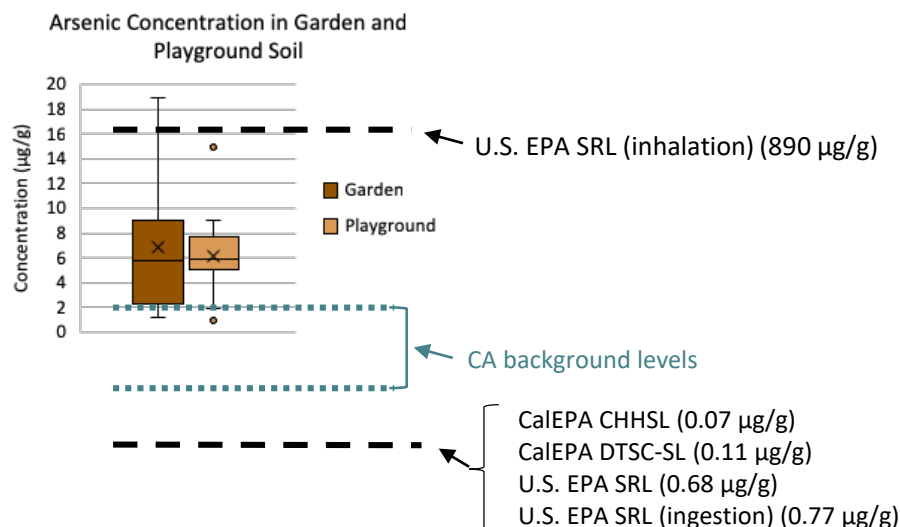 Arsenic Concentration in Garden and
Playground Soil
Concentration (µg/g)
20
18
16
14
12
10
8
6
4
2
0
Garden
Playground
U.S. EPA SRL (inhalation) (890 µg/g)
CA background levels
CalEPA CHHSL (0.07 µg/g)
CalEPA DTSC-SL (0.11 µg/g)
U.S. EPA SRL (0.68 µg/g)
U.S. EPA SRL (ingestion) (0.77 µg/g)